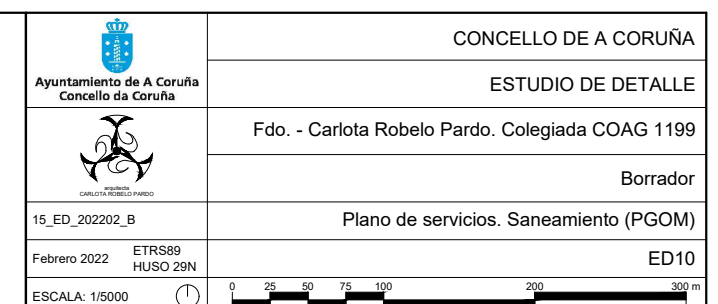 Ayuntamiento de A Coruña
Concello da Coruña
CONCELLO DE A CORUÑA
ESTUDIO DE DETALLE
arquitecta
CARLOTA ROBELO PARDO
Fdo. - Carlota Robelo Pardo. Colegiada COAG 1199
Borrador
15_ED_202202_B
Plano de servicios. Saneamiento (PGOM)
Febrero 2022
ETRS89
HUSO 29N
ED10
ESCALA: 1/5000
0 25 50 75 100 200 300 m